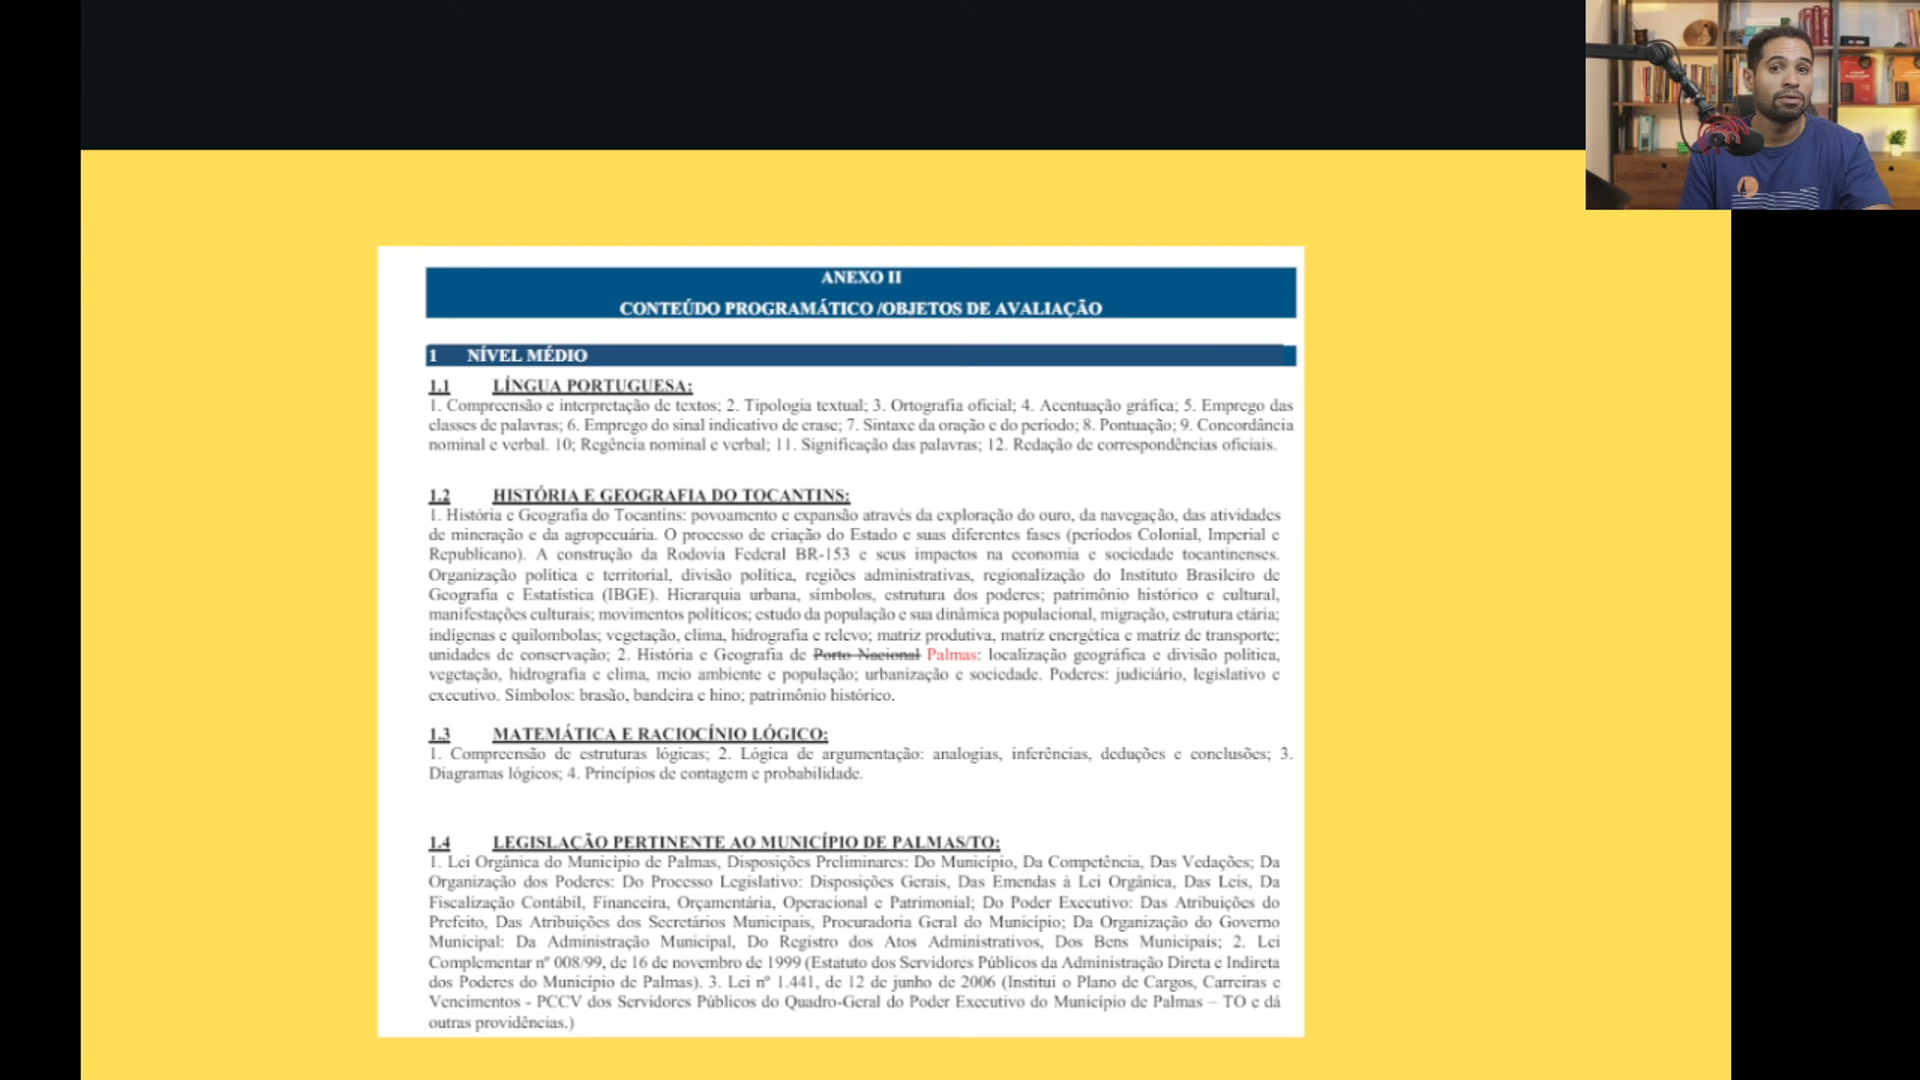 ANEXO II
CONTEÚDO PROGRAMÁTICO /OBJETOS DE AVALIAÇÃO
1 NÍVEL MÉDIO
1.1 LÍNGUA PORTUGUESA:
1. Compreensão e interpretação de textos; 2. Tipologia textual; 3. Ortografia oficial; 4. Acentuação gráfica; 5. Emprego das
classes de palavras; 6. Emprego do sinal indicativo de crase; 7. Sintaxe da oração e do período; 8. Pontuação; 9. Concordância
nominal e verbal. 10; Regência nominal e verbal; 11. Significação das palavras; 12. Redação de correspondências oficiais.
1.2 HISTÓRIA E GEOGRAFIA DO TOCANTINS:
1. História e Geografia do Tocantins: povoamento e expansão através da exploração do ouro, da navegação, das atividades
de mineração e da agropecuária. O processo de criação do Estado e suas diferentes fases (períodos Colonial, Imperial e
Republicano). A construção da Rodovia Federal BR-153 e seus impactos na economia e sociedade tocantinenses.
Organização política e territorial, divisão política, regiões administrativas, regionalização do Instituto Brasileiro de
Geografia e Estatística (IBGE). Hierarquia urbana, símbolos, estrutura dos poderes; patrimônio histórico e cultural,
manifestações culturais; movimentos políticos; estudo da população e sua dinâmica populacional, migração, estrutura etária;
indígenas e quilombolas; vegetação, clima, hidrografia e relevo; matriz produtiva, matriz energética e matriz de transporte;
unidades de conservação; 2. História e Geografia de Porto Nacional Palmas: localização geográfica e divisão política,
vegetação, hidrografia e clima, meio ambiente e população; urbanização e sociedade. Poderes: judiciário, legislativo e
executivo. Símbolos: brasão, bandeira e hino; patrimônio histórico.
1.3 MATEMÁTICA E RACIOCÍNIO LÓGICO:
1. Compreensão de estruturas lógicas; 2. Lógica de argumentação: analogias, inferências, deduções e conclusões; 3.
Diagramas lógicos; 4. Princípios de contagem e probabilidade.
1.4 LEGISLAÇÃO PERTINENTE AO MUNICÍPIO DE PALMAS/TO:
1. Lei Orgânica do Município de Palmas, Disposições Preliminares: Do Município, Da Competência, Das Vedações; Da
Organização dos Poderes: Do Processo Legislativo: Disposições Gerais, Das Emendas à Lei Orgânica, Das Leis, Da
Fiscalização Contábil, Financeira, Orçamentária, Operacional e Patrimonial; Do Poder Executivo: Das Atribuições do
Prefeito, Das Atribuições dos Secretários Municipais, Procuradoria Geral do Município; Da Organização do Governo
Municipal: Da Administração Municipal, Do Registro dos Atos Administrativos, Dos Bens Municipais; 2. Lei
Complementar nº 008/99, de 16 de novembro de 1999 (Estatuto dos Servidores Públicos da Administração Direta e Indireta
dos Poderes do Município de Palmas). 3. Lei nº 1.441, de 12 de junho de 2006 (Institui o Plano de Cargos, Carreiras e
Vencimentos - PCCV dos Servidores Públicos do Quadro-Geral do Poder Executivo do Município de Palmas – TO e dá
outras providências.)